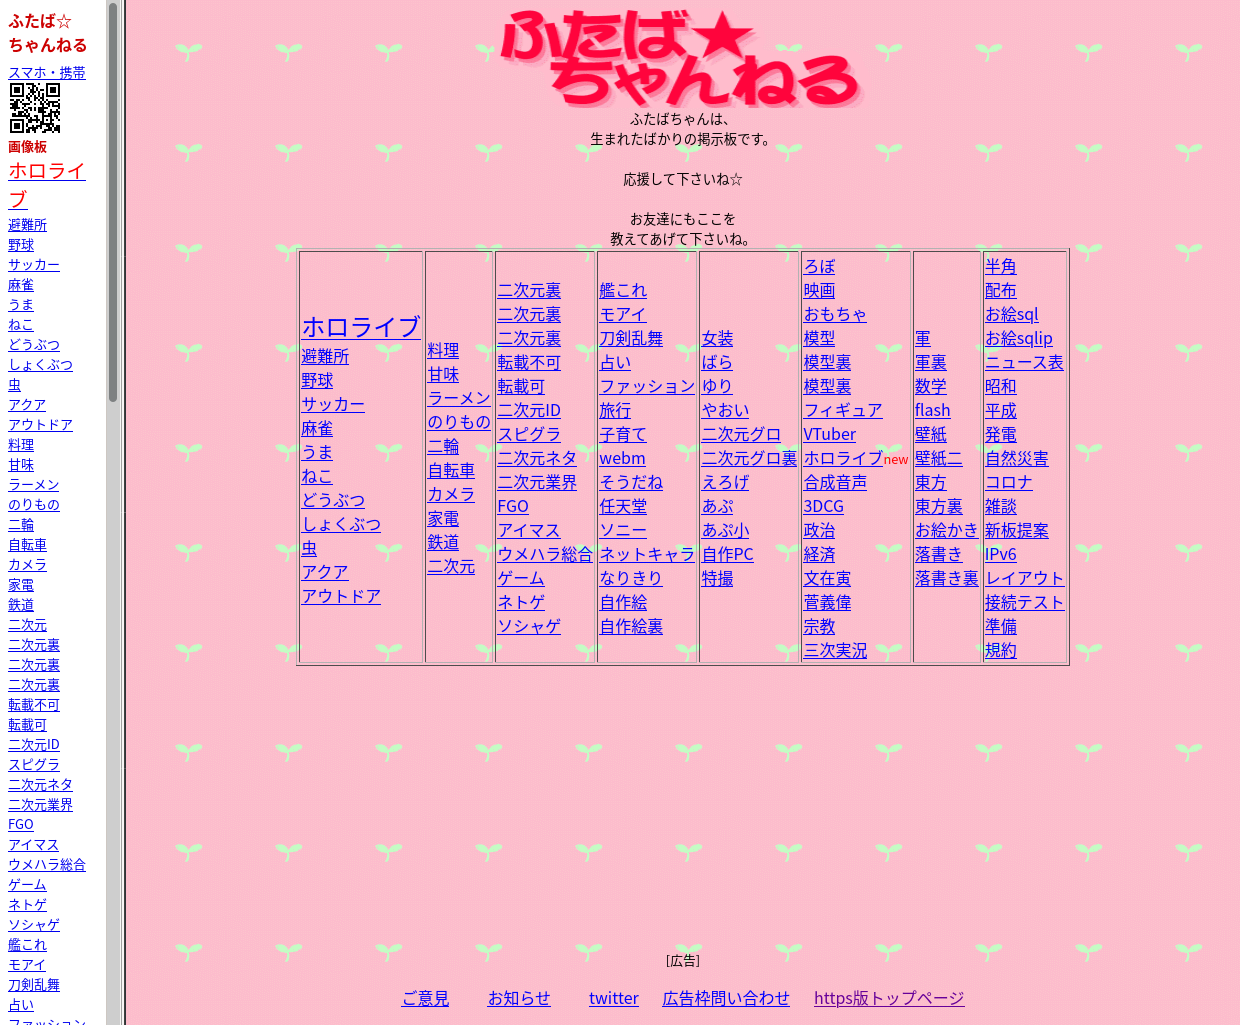 ふたば☆
ちゃんねる
スマホ・携帯
画像板
ホロライ
ブ
避難所
野球
サッカー
麻雀
うま
ねこ
どうぶつ
しょくぶつ
虫
アクア
アウトドア
料理
甘味
ラーメン
のりもの
二輪
自転車
カメラ
家電
鉄道
二次元
二次元裏
二次元裏
二次元裏
転載不可
転載可
二次元ID
スピグラ
二次元ネタ
二次元業界
FGO
アイマス
ウメハラ総合
ゲーム
ネトゲ
ソシャゲ
艦これ
モアイ
刀剣乱舞
占い
ファッション
ふたば★
ちゃんねる
ふたばちゃんは、
生まれたばかりの掲示板です。
応援して下さいね☆
お友達にもここを
教えてあげて下さいね。
ホロライブ
避難所
野球
サッカー
麻雀
うま
ねこ
どうぶつ
しょくぶつ
虫
アクア
アウトドア
料理
甘味
ラーメン
のりもの
二輪
自転車
カメラ
家電
鉄道
二次元
二次元裏
二次元裏
二次元裏
転載不可
転載可
二次元ID
スピグラ
二次元ネタ
二次元業界
FGO
アイマス
ウメハラ総合
ゲーム
ネトゲ
ソシャゲ
艦これ
モアイ
刀剣乱舞
占い
ファッション
旅行
子育て
webm
そうだね
任天堂
ソニー
ネットキャラ
なりきり
自作絵
自作絵裏
女装
ばら
ゆり
やおい
二次元グロ
二次元グロ裏
えろげ
あぷ
あぷ小
自作PC
特撮
ろぼ
映画
おもちゃ
模型
模型裏
模型裏
フィギュア
VTuber
ホロライブnew
合成音声
3DCG
政治
経済
文在寅
菅義偉
宗教
三次実況
軍
軍裏
数学
flash
壁紙
壁紙二
東方
東方裏
お絵かき
落書き
落書き裏
半角
配布
お絵sql
お絵sqlip
ニュース表
昭和
平成
発電
自然災害
コロナ
雑談
新板提案
IPv6
レイアウト
接続テスト
準備
規約
［広告］
ご意見 お知らせ twitter 広告枠問い合わせ https版トップページ